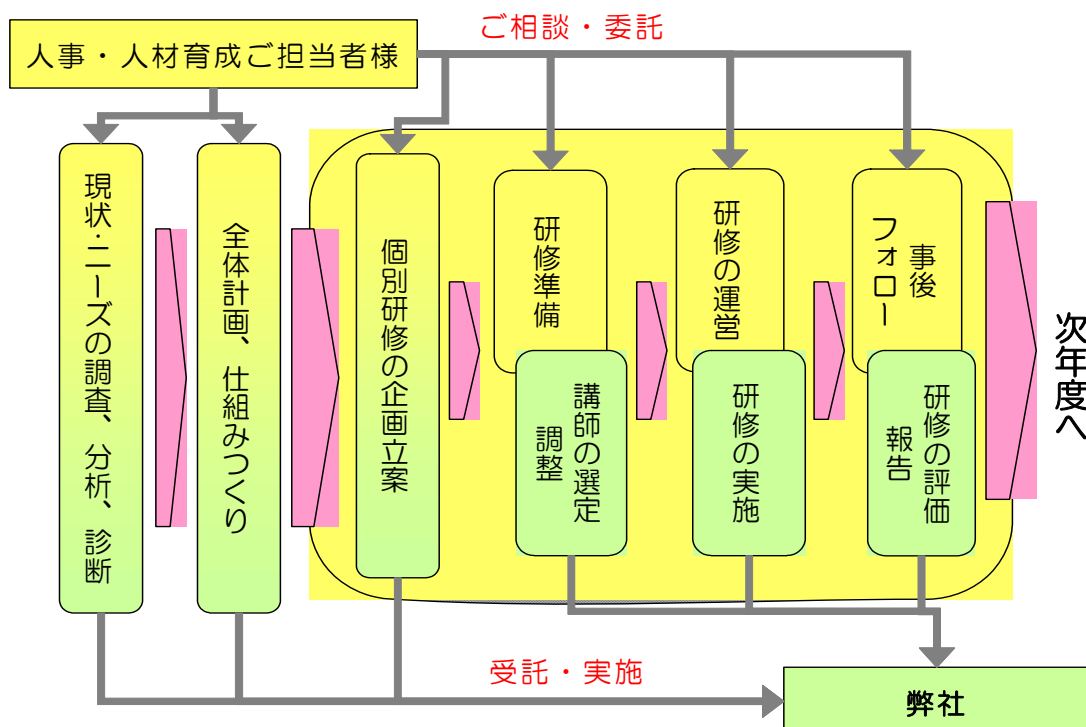 ご相談・委託
人事・人材育成ご担当者様
現状・ニーズの調査、分析、診断
全体計画、仕組みつくり
個別研修の企画立案
研修準備
講師の選定
調整
研修の運営
研修の実施
事後
フォロー
研修の評価
報告
次年度へ
受託・実施
弊社